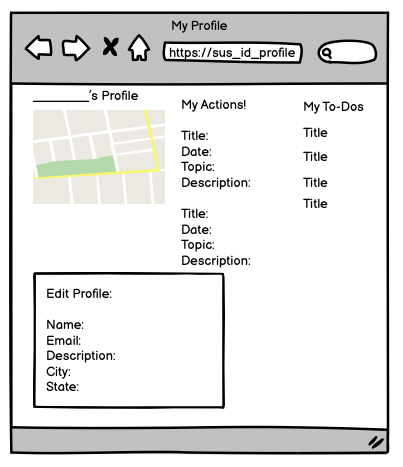 My Profile
https://sus_id_profile
________'s Profile
My Actions!
Title:
Date:
Topic:
Description:
Title:
Date:
Topic:
Description:
My To-Dos
Title
Title
Title
Title
Edit Profile:
Name:
Email:
Description:
City:
State: